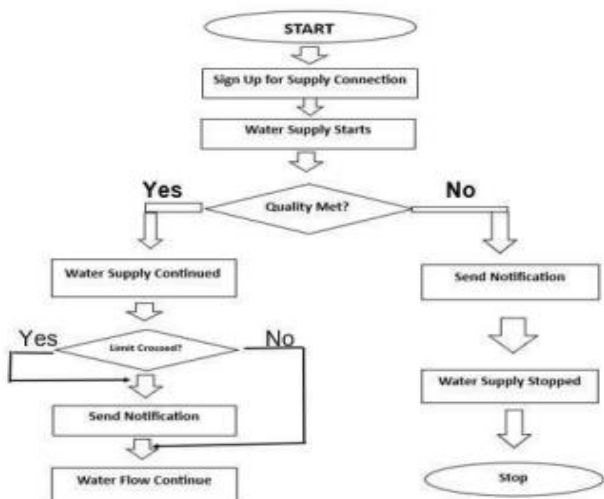 START
Sign Up for Supply Connection
Water Supply Starts
Quality Met?
Yes
No
Water Supply Continued
Limit Crossed?
Yes
No
Send Notification
Water Flow Continue
Send Notification
Water Supply Stopped
Stop